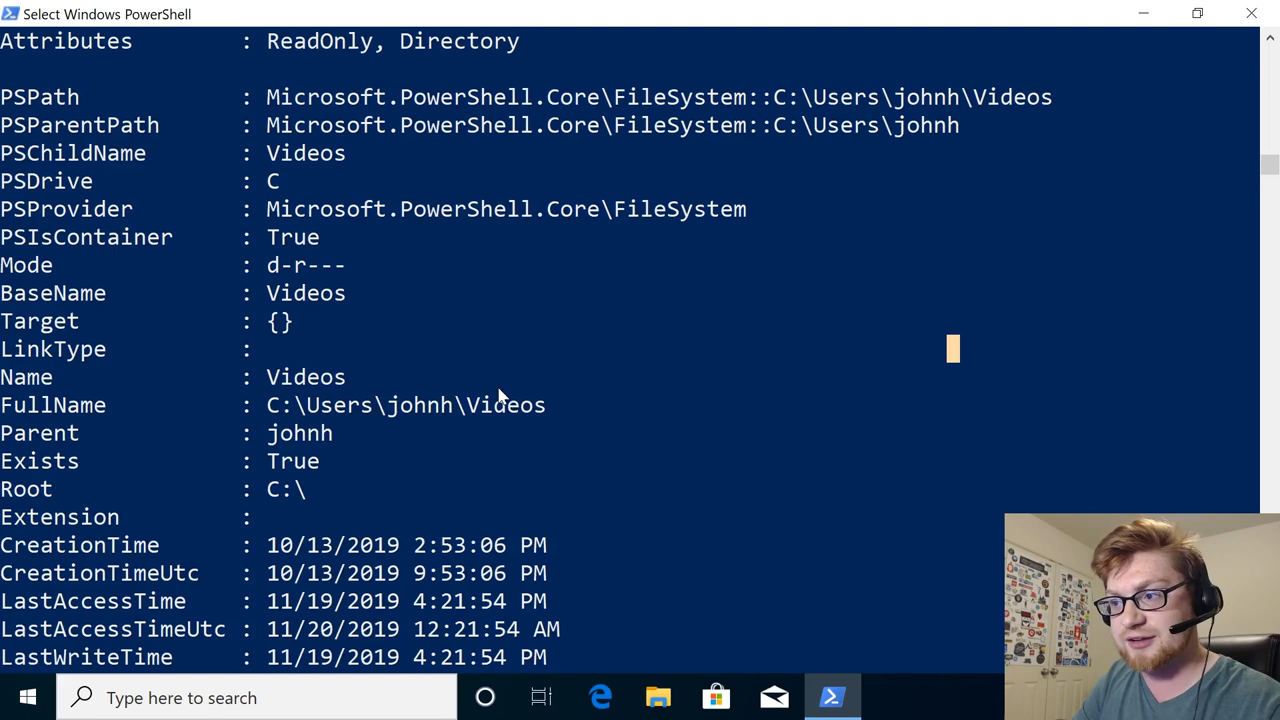 Select Windows PowerShell
Attributes : ReadOnly, Directory
PSPath : Microsoft.PowerShell.Core\FileSystem::C:\Users\johnh\Videos
PSParentPath : Microsoft.PowerShell.Core\FileSystem::C:\Users\johnh
PSChildName : Videos
PSDrive : C
PSProvider : Microsoft.PowerShell.Core\FileSystem
PSIsContainer : True
Mode : d-r---
BaseName : Videos
Target : {}
LinkType :
Name : Videos
FullName : C:\Users\johnh\Videos
Parent : johnh
Exists : True
Root : C:\
Extension :
CreationTime : 10/13/2019 2:53:06 PM
CreationTimeUtc : 10/13/2019 9:53:06 PM
LastAccessTime : 11/19/2019 4:21:54 PM
LastAccessTimeUtc : 11/20/2019 12:21:54 AM
LastWriteTime : 11/19/2019 4:21:54 PM
Type here to search